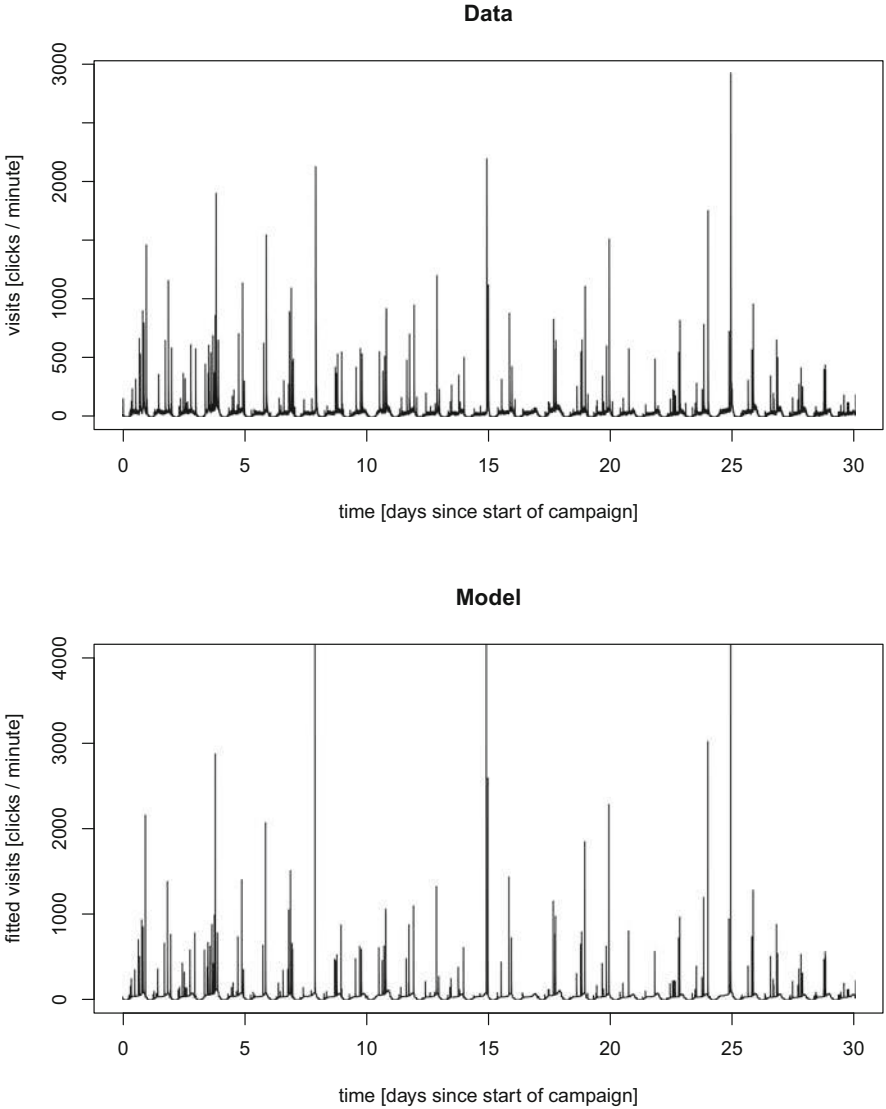 Data
visits [clicks / minute]
3000
2000
1000
500
0
0 5 10 15 20 25 30
time [days since start of campaign]
Model
fitted visits [clicks / minute]
4000
3000
2000
1000
0
0 5 10 15 20 25 30
time [days since start of campaign]